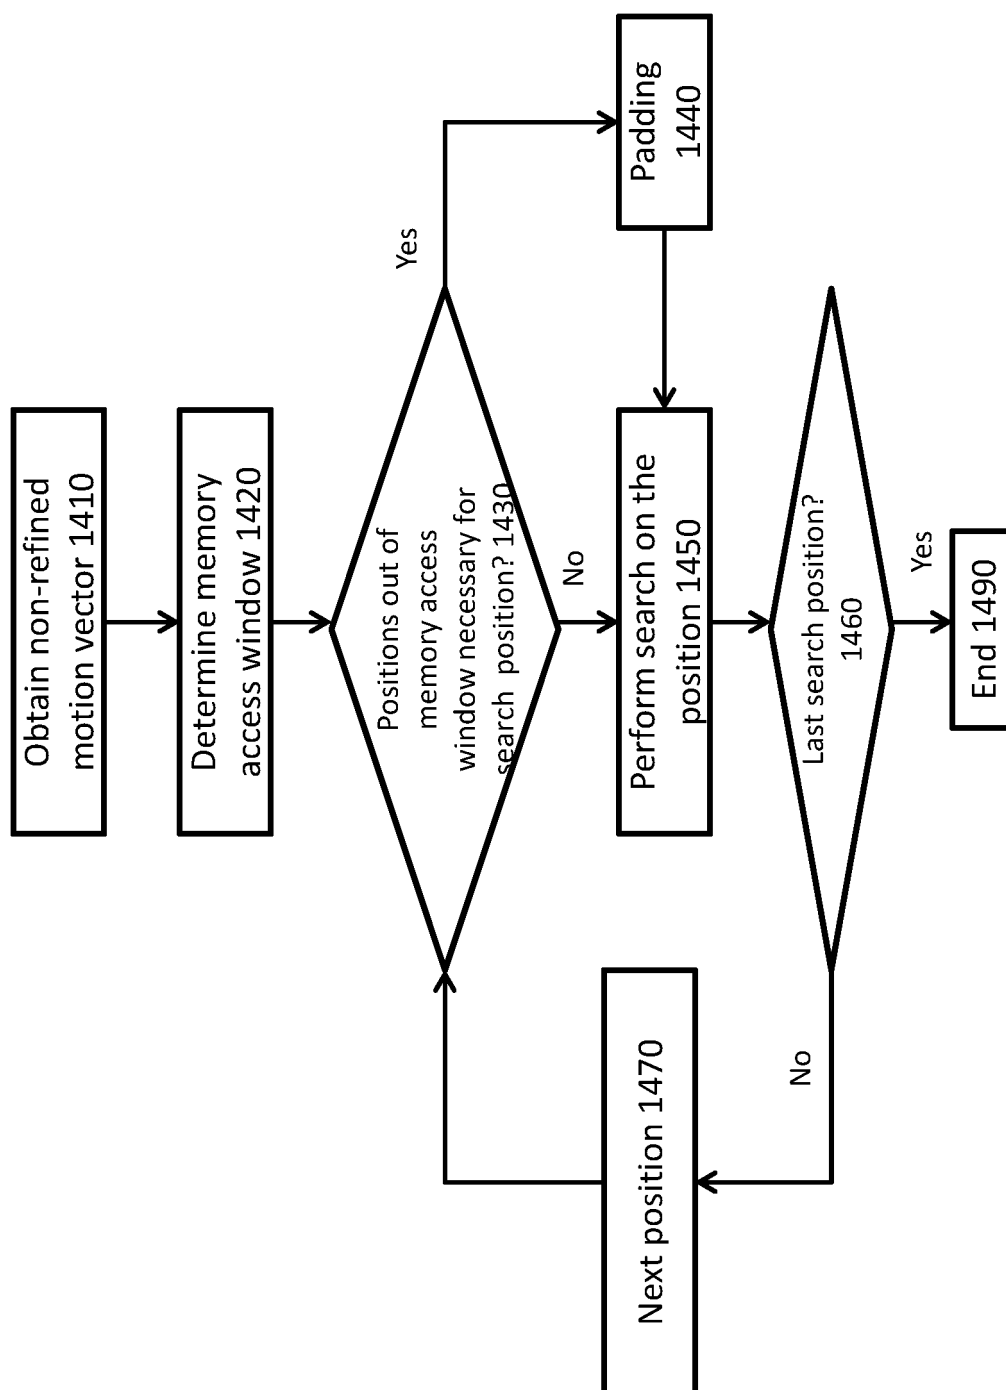 Obtain non-refined
motion vector 1410
Determine memory
access window 1420
Positions out of
memory access
window necessary for
search position? 1430
Yes
Padding
1440
No
Perform search on the
position 1450
Last search position?
1460
No
Next position 1470
Yes
End 1490